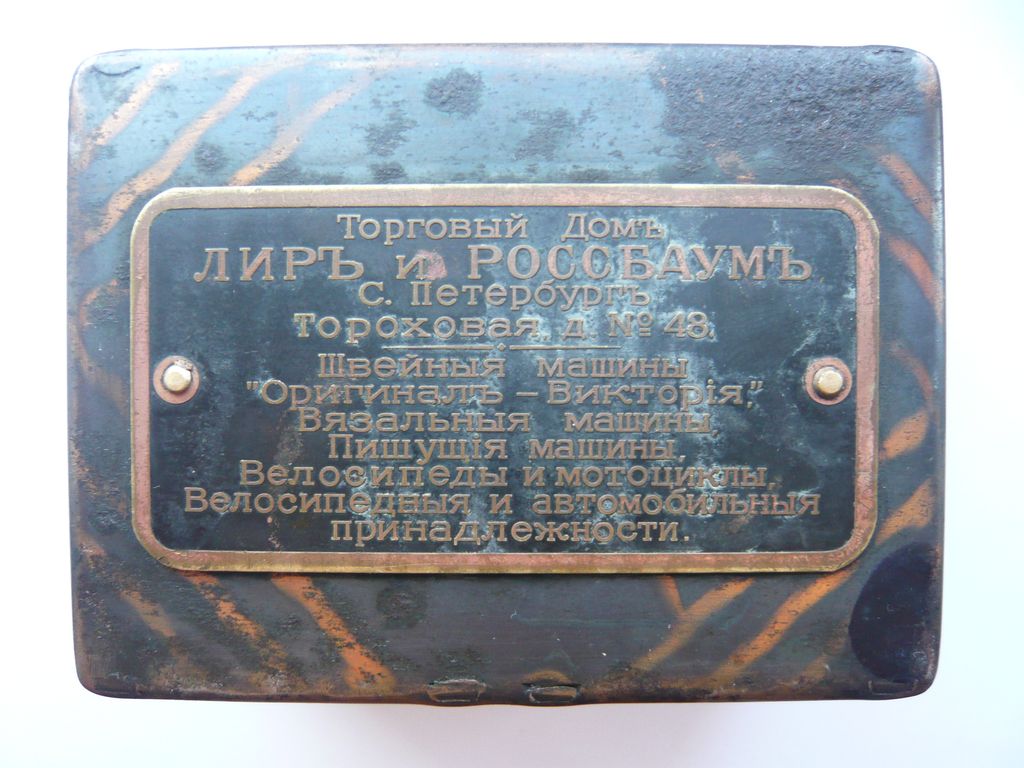 Торговый Домъ
ЛИРЪ и РОССБАУМЪ
С. Петербургъ
Гороховая д. № 48.
Швейныя машины
"Оригиналъ – Викторія,"
Вязальныя машины,
Пишущія машины.
Велосипеды и мотоциклы.
Велосипедныя и автомобильныя
принадлежности.